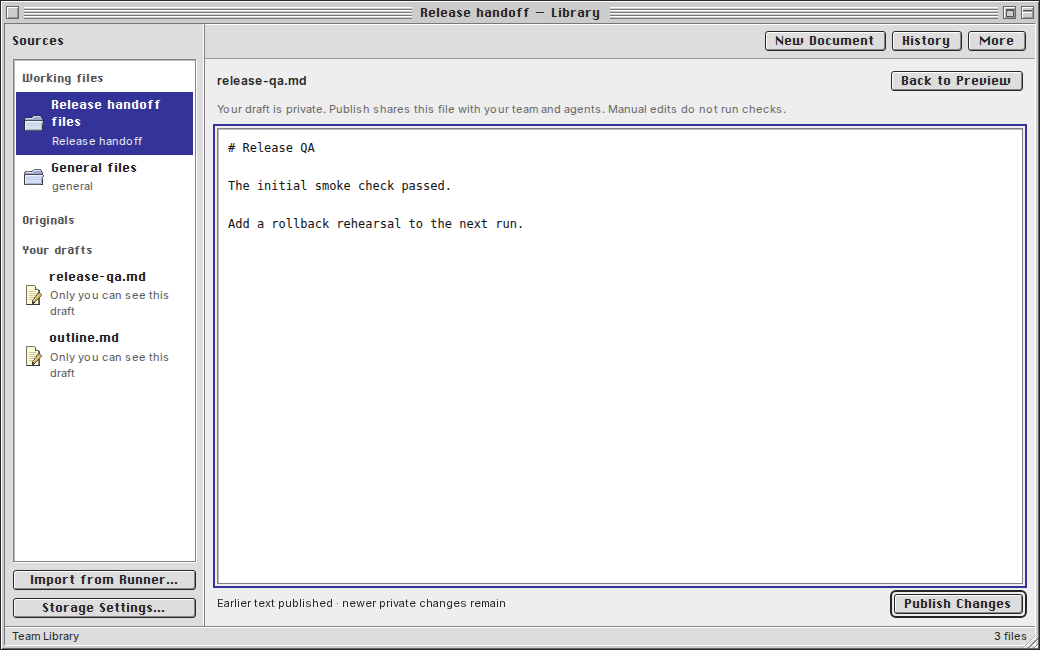 Release handoff — Library
Sources
New Document
History
More
Working files
Release handoff
files
Release handoff
General files
general
Originals
Your drafts
release-qa.md
Only you can see this
draft
outline.md
Only you can see this
draft
Import from Runner...
Storage Settings...
release-qa.md
Back to Preview
Your draft is private. Publish shares this file with your team and agents. Manual edits do not run checks.
# Release QA
The initial smoke check passed.
Add a rollback rehearsal to the next run.
Earlier text published · newer private changes remain
Publish Changes
Team Library
3 files